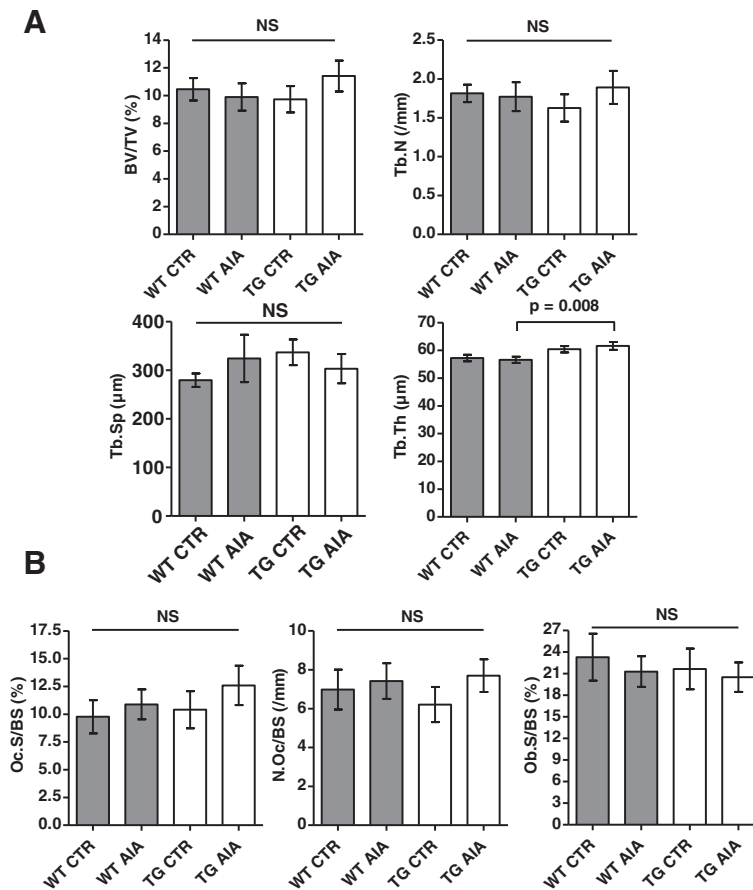 A
NS
14
12
10
8
6
4
2
0
BV/TV (%)
WT CTR
WT AIA
TG CTR
TG AIA
NS
2.5
2.0
1.5
1.0
0.5
0.0
Tb.N (/mm)
WT CTR
WT AIA
TG CTR
TG AIA
NS
400
300
200
100
0
Tb.Sp (µm)
WT CTR
WT AIA
TG CTR
TG AIA
p = 0.008
70
60
50
40
30
20
10
0
Tb.Th (µm)
WT CTR
WT AIA
TG CTR
TG AIA
B
NS
17.5
15.0
12.5
10.0
7.5
5.0
2.5
0.0
Oc.S/BS (%)
WT CTR
WT AIA
TG CTR
TG AIA
NS
10
8
6
4
2
0
N.Oc/BS (/mm)
WT CTR
WT AIA
TG CTR
TG AIA
NS
27
24
21
18
15
12
9
6
3
0
Ob.S/BS (%)
WT CTR
WT AIA
TG CTR
TG AIA